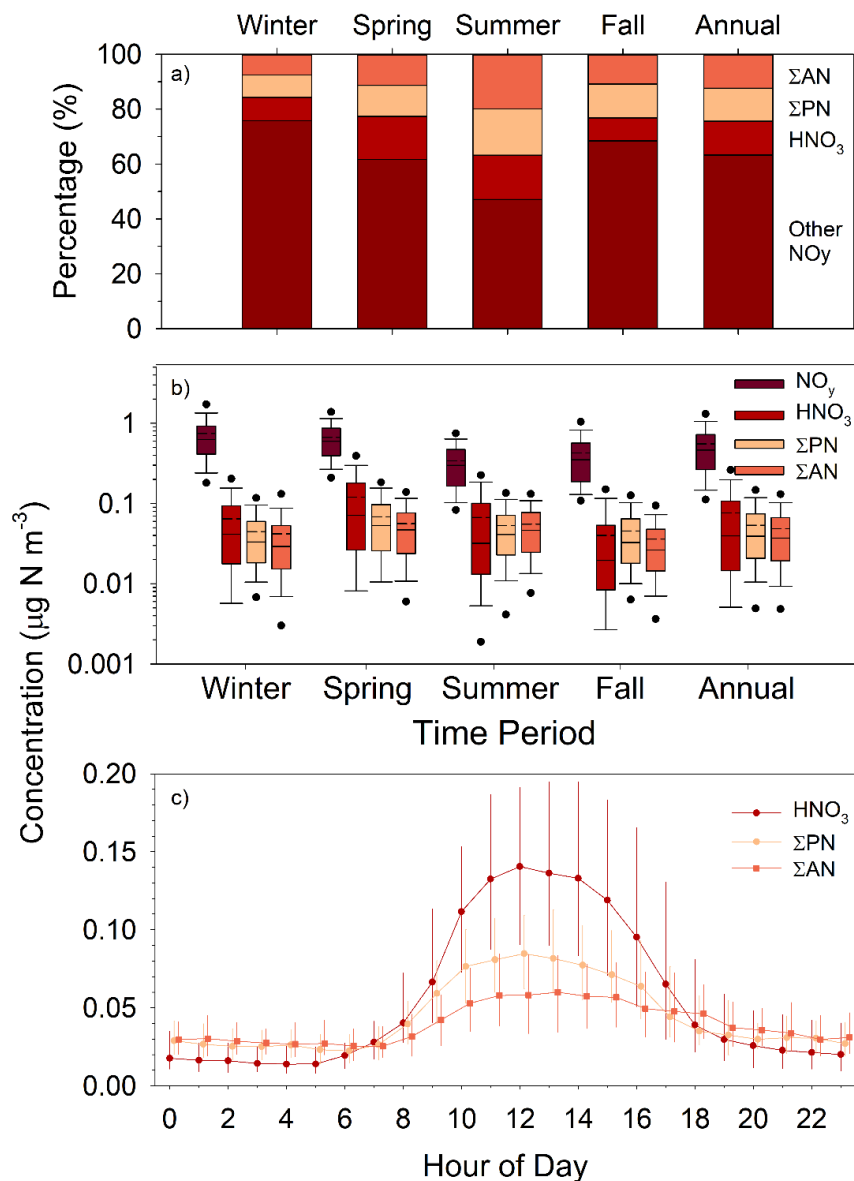 Winter Spring Summer Fall Annual
a)
Percentage (%)
100
80
60
40
20
0
ΣAN
ΣPN
HNO₃
Other
NOy
b)
Concentration (μg N m⁻³)
1
0.1
0.01
0.001
NOᵧ
HNO₃
ΣPN
ΣAN
Winter Spring Summer Fall Annual
Time Period
c)
0.20
0.15
0.10
0.05
0.00
HNO₃
ΣPN
ΣAN
0 2 4 6 8 10 12 14 16 18 20 22
Hour of Day